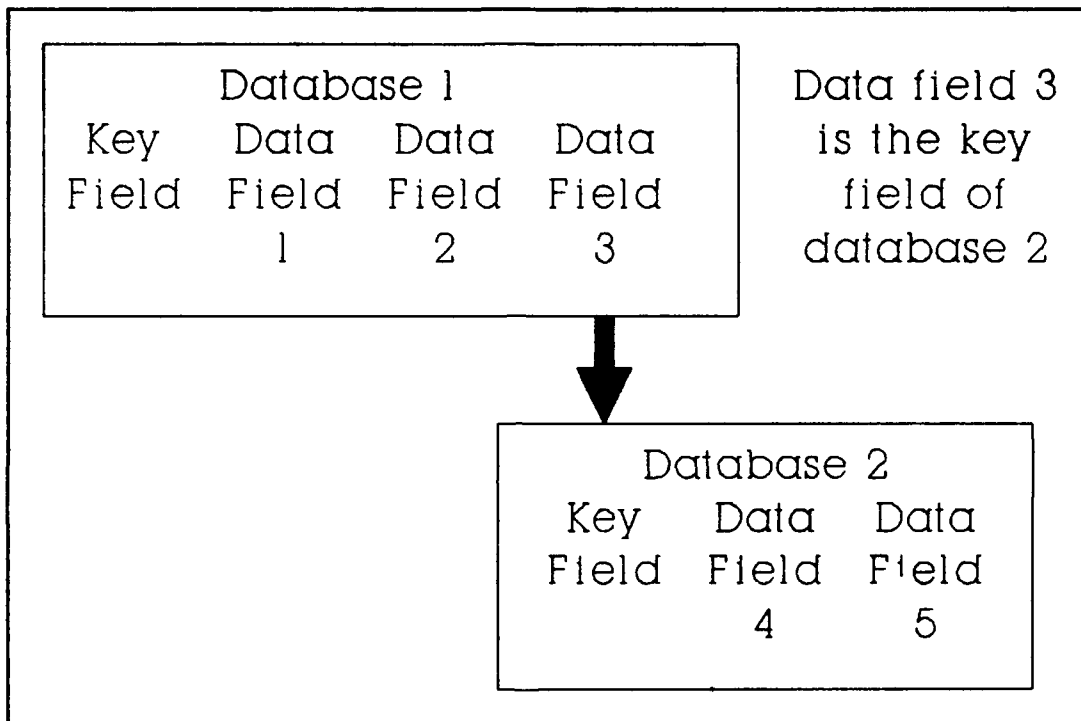 Database 1
Key Data Data Data
Field Field Field Field
1 2 3
Data field 3
is the key
field of
database 2
Database 2
Key Data Data
Field Field Field
4 5